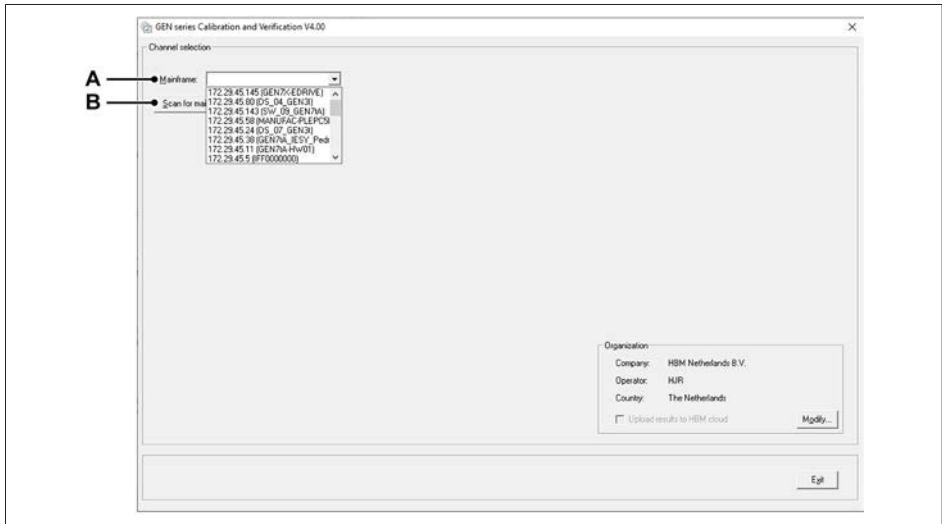 GEN series Calibration and Verification V4.00
Channel selection
A
Mainframe:
B
Scan for mai
172.29.45.145 (GEN7X-EDRIVE)
172.29.45.80 (DS_04_GEN3I)
172.29.45.143 (SW_09_GEN7tA)
172.29.45.58 (MANUFAC-PLEPC5I
172.29.45.24 (DS_07_GEN3I)
172.29.45.38 (GEN7tA_IESY_Pedr
172.29.45.11 (GEN7tA-HW01)
172.29.45.5 (IFF0000000)
Organization
Company: HBM Netherlands B.V.
Operator: HJR
Country: The Netherlands
Upload results to HBM cloud
Modify...
Exit